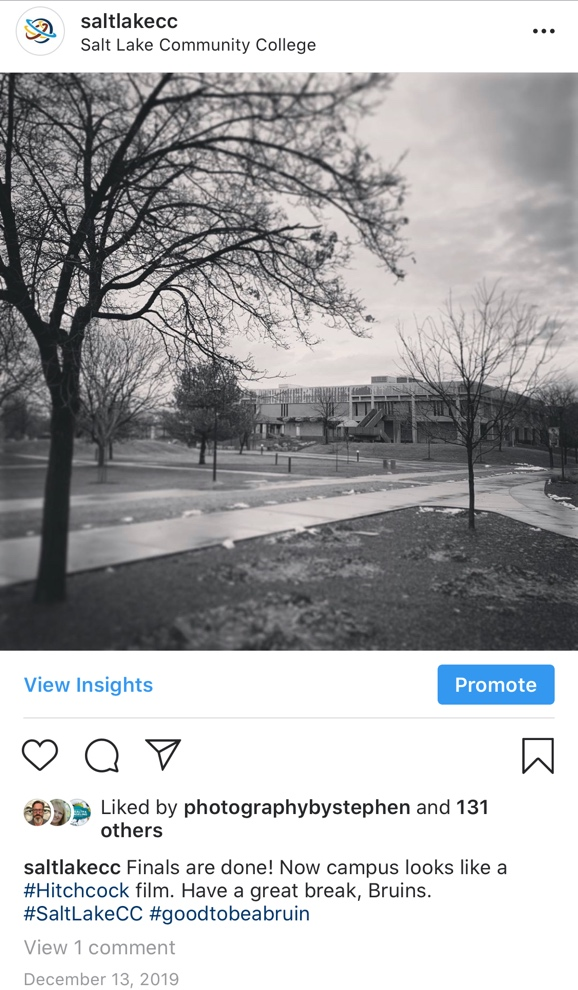 saltlakecc
Salt Lake Community College
View Insights
Promote
Liked by photographybystephen and 131
others
saltlakecc Finals are done! Now campus looks like a
#Hitchcock film. Have a great break, Bruins.
#SaltLakeCC #goodtobeabruin
View 1 comment
December 13, 2019